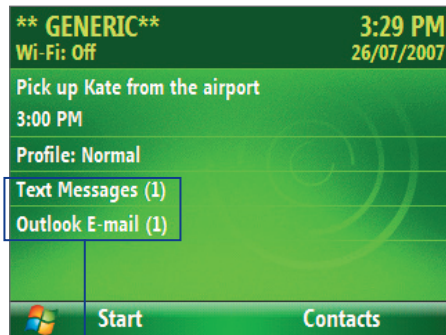 ** GENERIC** 3:29 PM
Wi-Fi: Off 26/07/2007
Pick up Kate from the airport
3:00 PM
Profile: Normal
Text Messages (1)
Outlook E-mail (1)
Start Contacts